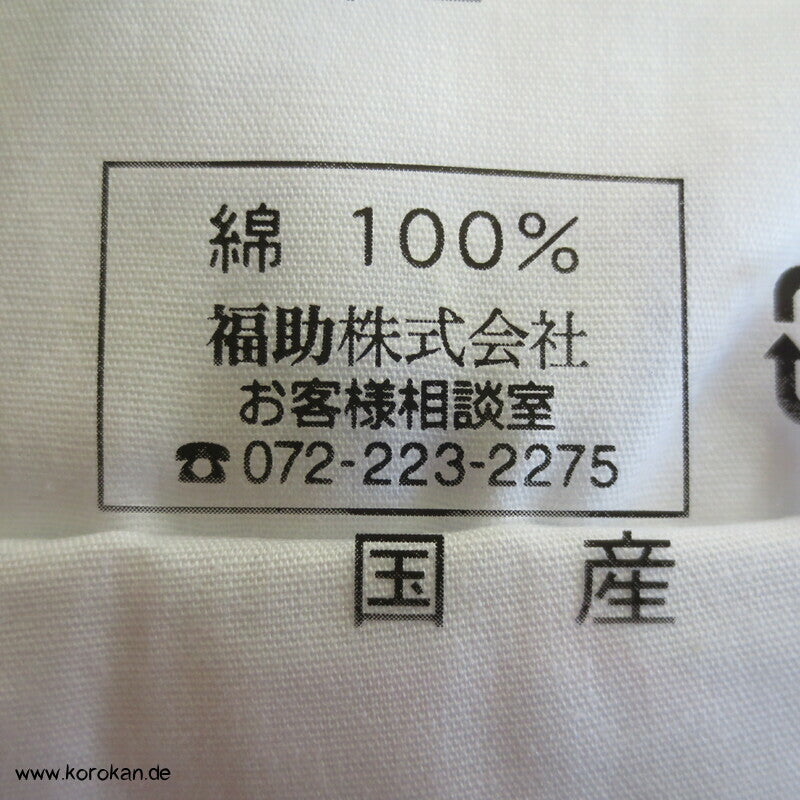 綿 100%
福助株式会社
お客様相談室
☎072-223-2275
国産
www.korokan.de